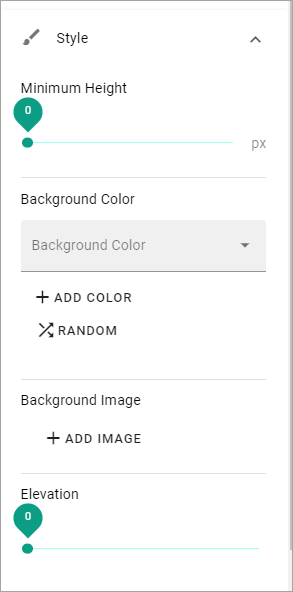 Style
Minimum Height
0
px
Background Color
Background Color
ADD COLOR
RANDOM
Background Image
ADD IMAGE
Elevation
0